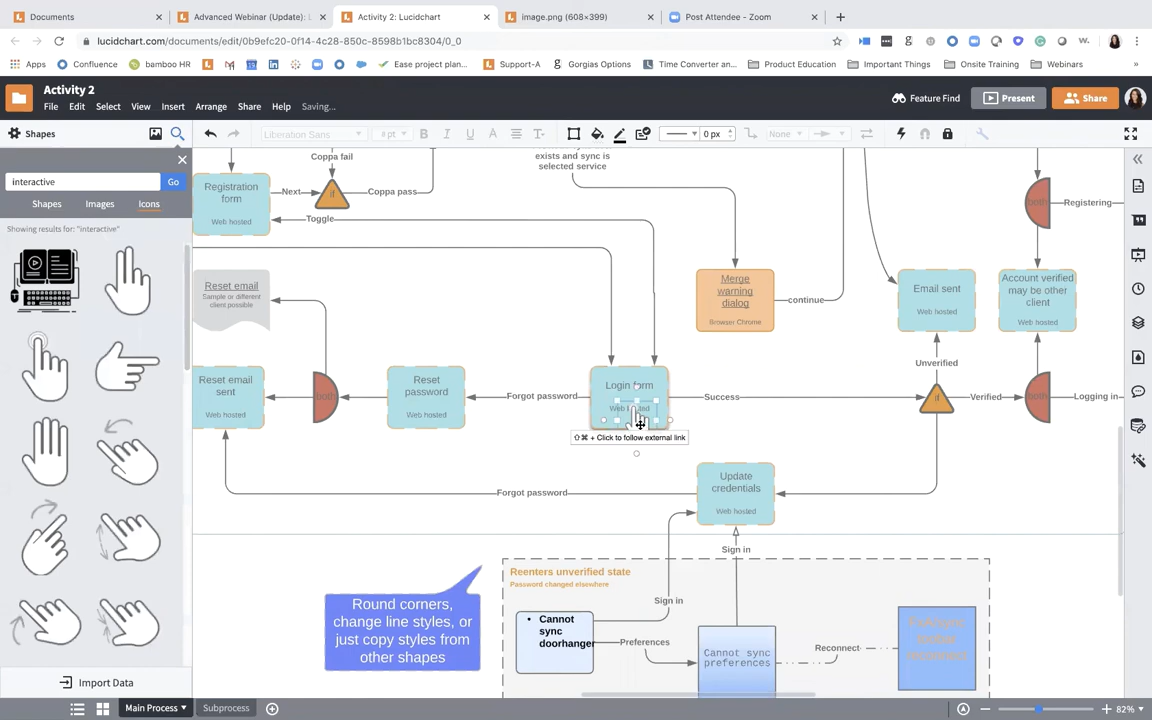 Documents
Advanced Webinar (Update): L
Activity 2: Lucidchart
image.png (608×399)
Post Attendee - Zoom
lucidchart.com/documents/edit/0b9efc20-0f14-4c28-850c-8598b1bc8304/0_0
Apps
Confluence
bamboo HR
Ease project plan...
Support-A
Gorgias Options
Time Converter an...
Product Education
Important Things
Onsite Training
Webinars
Activity 2
File
Edit
Select
View
Insert
Arrange
Share
Help
Saving...
Feature Find
Present
Share
Shapes
Liberation Sans
pt
0 px
None
interactive
Go
Shapes
Images
Icons
Showing results for: "interactive"
Import Data
Coppa fail
exists and sync is
selected service
Registration
form
Web hosted
Next
if
Coppa pass
Toggle
both
Registering
Reset email
Sample or different
client possible
Merge
warning
dialog
Browser Chrome
continue
Email sent
Web hosted
Account verified
may be other
client
Web hosted
Unverified
Reset email
sent
Web hosted
both
Reset
password
Web hosted
Forgot password
Login form
Success
if
Verified
both
Logging in
⇧⌘ + Click to follow external link
Update
credentials
Web hosted
Forgot password
Sign in
Reenters unverified state
Password changed elsewhere
Round corners,
change line styles, or
just copy styles from
other shapes
Sign in
• Cannot
sync
doorhanger
Preferences
Cannot sync
preferences
Reconnect
Main Process
Subprocess
82%